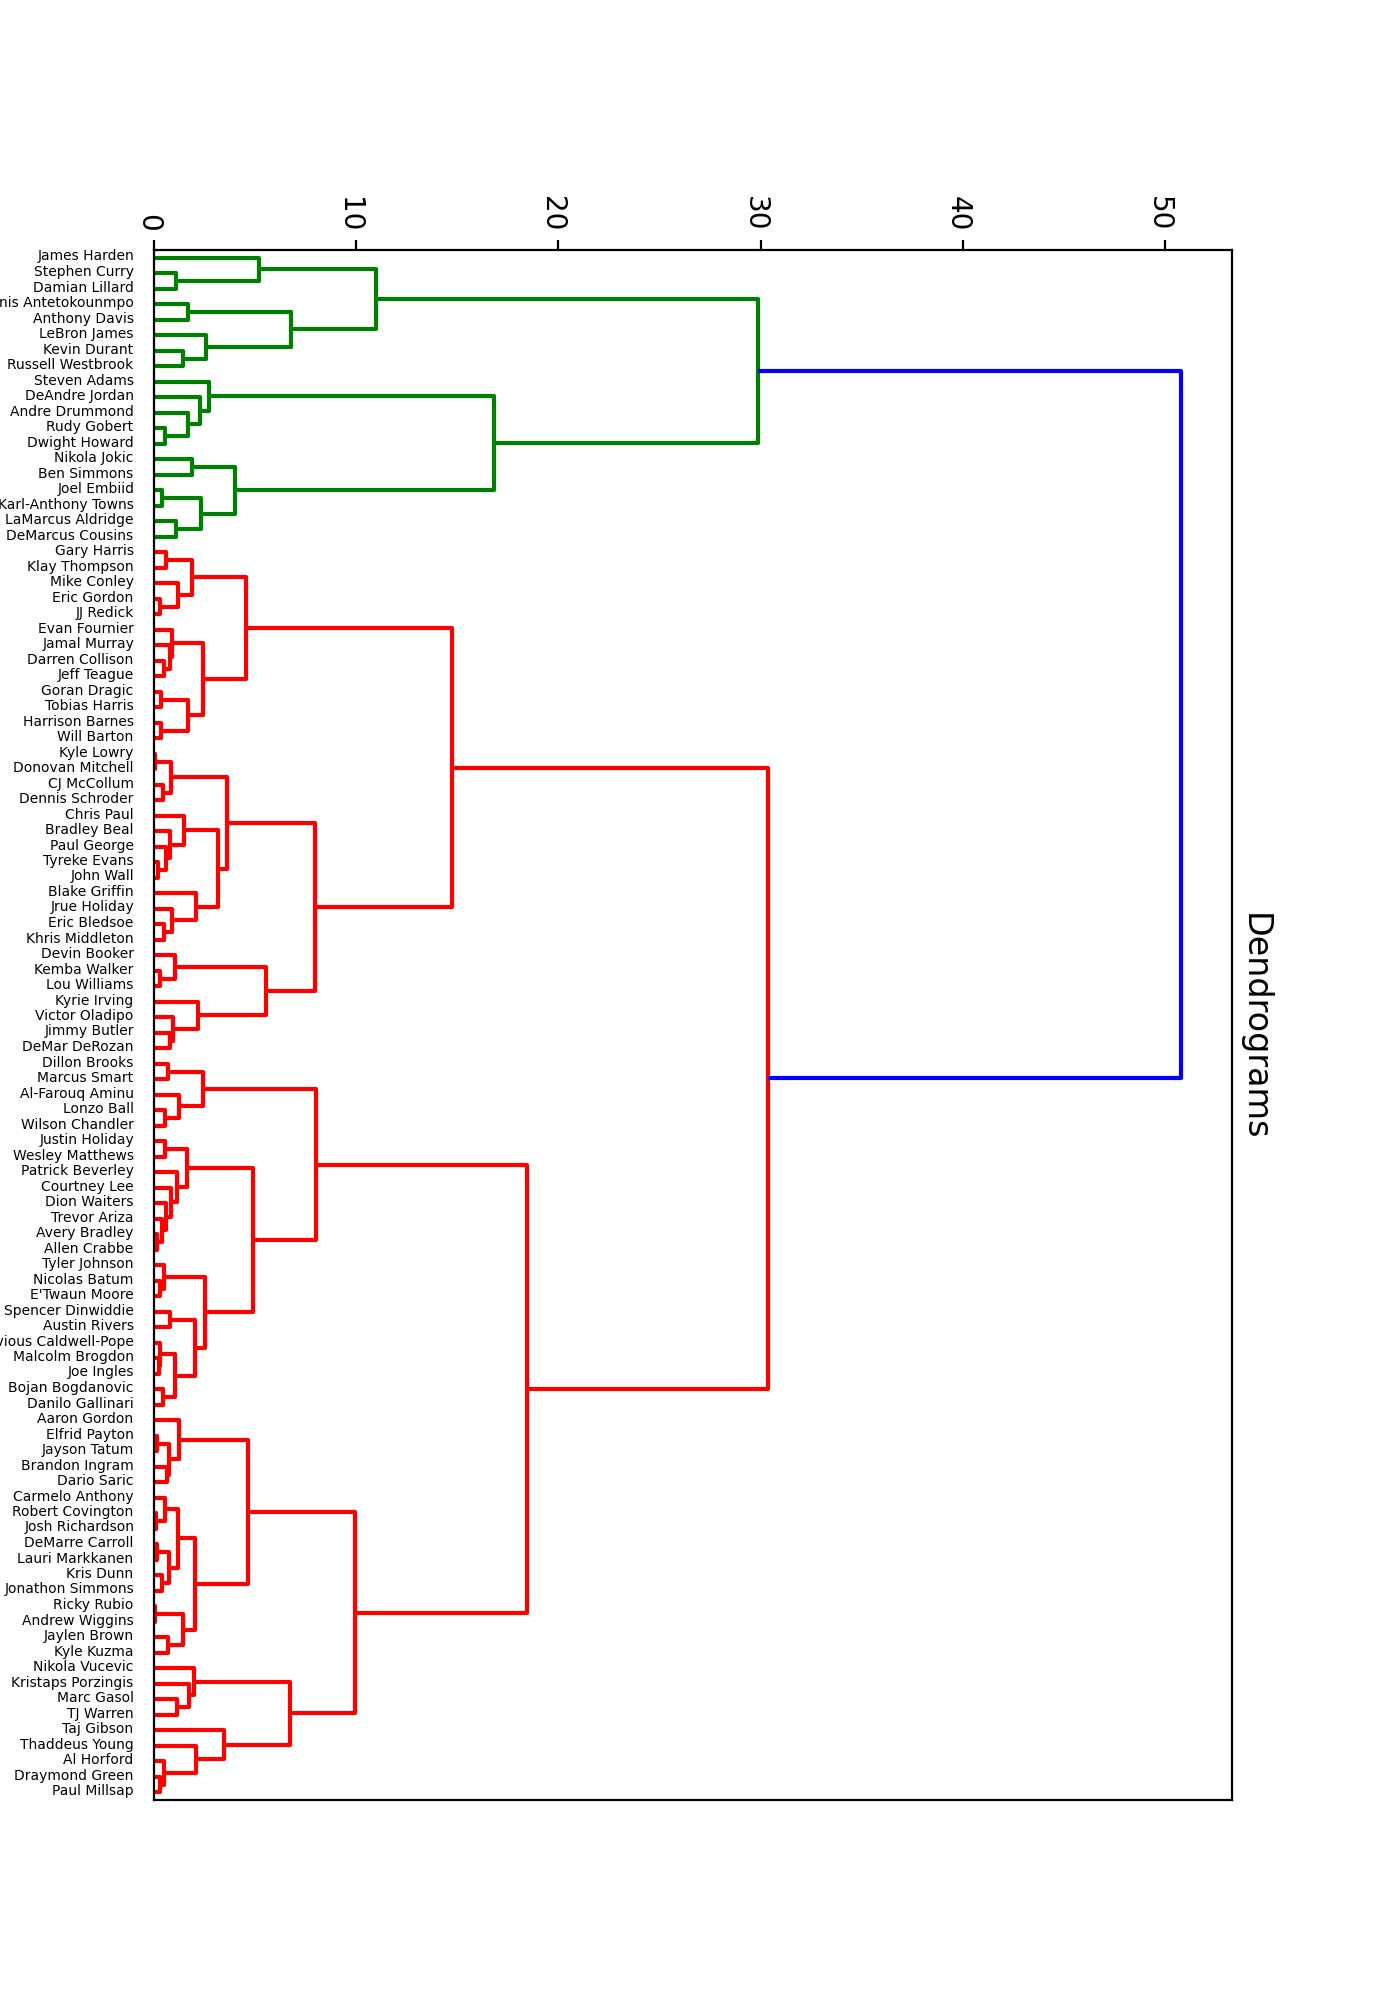 0 10 20 30 40 50
James Harden
Stephen Curry
Damian Lillard
nis Antetokounmpo
Anthony Davis
LeBron James
Kevin Durant
Russell Westbrook
Steven Adams
DeAndre Jordan
Andre Drummond
Rudy Gobert
Dwight Howard
Nikola Jokic
Ben Simmons
Joel Embiid
Karl-Anthony Towns
LaMarcus Aldridge
DeMarcus Cousins
Gary Harris
Klay Thompson
Mike Conley
Eric Gordon
JJ Redick
Evan Fournier
Jamal Murray
Darren Collison
Jeff Teague
Goran Dragic
Tobias Harris
Harrison Barnes
Will Barton
Kyle Lowry
Donovan Mitchell
CJ McCollum
Dennis Schroder
Chris Paul
Bradley Beal
Paul George
Tyreke Evans
John Wall
Blake Griffin
Jrue Holiday
Eric Bledsoe
Khris Middleton
Devin Booker
Kemba Walker
Lou Williams
Kyrie Irving
Victor Oladipo
Jimmy Butler
DeMar DeRozan
Dillon Brooks
Marcus Smart
Al-Farouq Aminu
Lonzo Ball
Wilson Chandler
Justin Holiday
Wesley Matthews
Patrick Beverley
Courtney Lee
Dion Waiters
Trevor Ariza
Avery Bradley
Allen Crabbe
Tyler Johnson
Nicolas Batum
E'Twaun Moore
Spencer Dinwiddie
Austin Rivers
vious Caldwell-Pope
Malcolm Brogdon
Joe Ingles
Bojan Bogdanovic
Danilo Gallinari
Aaron Gordon
Elfrid Payton
Jayson Tatum
Brandon Ingram
Dario Saric
Carmelo Anthony
Robert Covington
Josh Richardson
DeMarre Carroll
Lauri Markkanen
Kris Dunn
Jonathon Simmons
Ricky Rubio
Andrew Wiggins
Jaylen Brown
Kyle Kuzma
Nikola Vucevic
Kristaps Porzingis
Marc Gasol
TJ Warren
Taj Gibson
Thaddeus Young
Al Horford
Draymond Green
Paul Millsap
Dendrograms